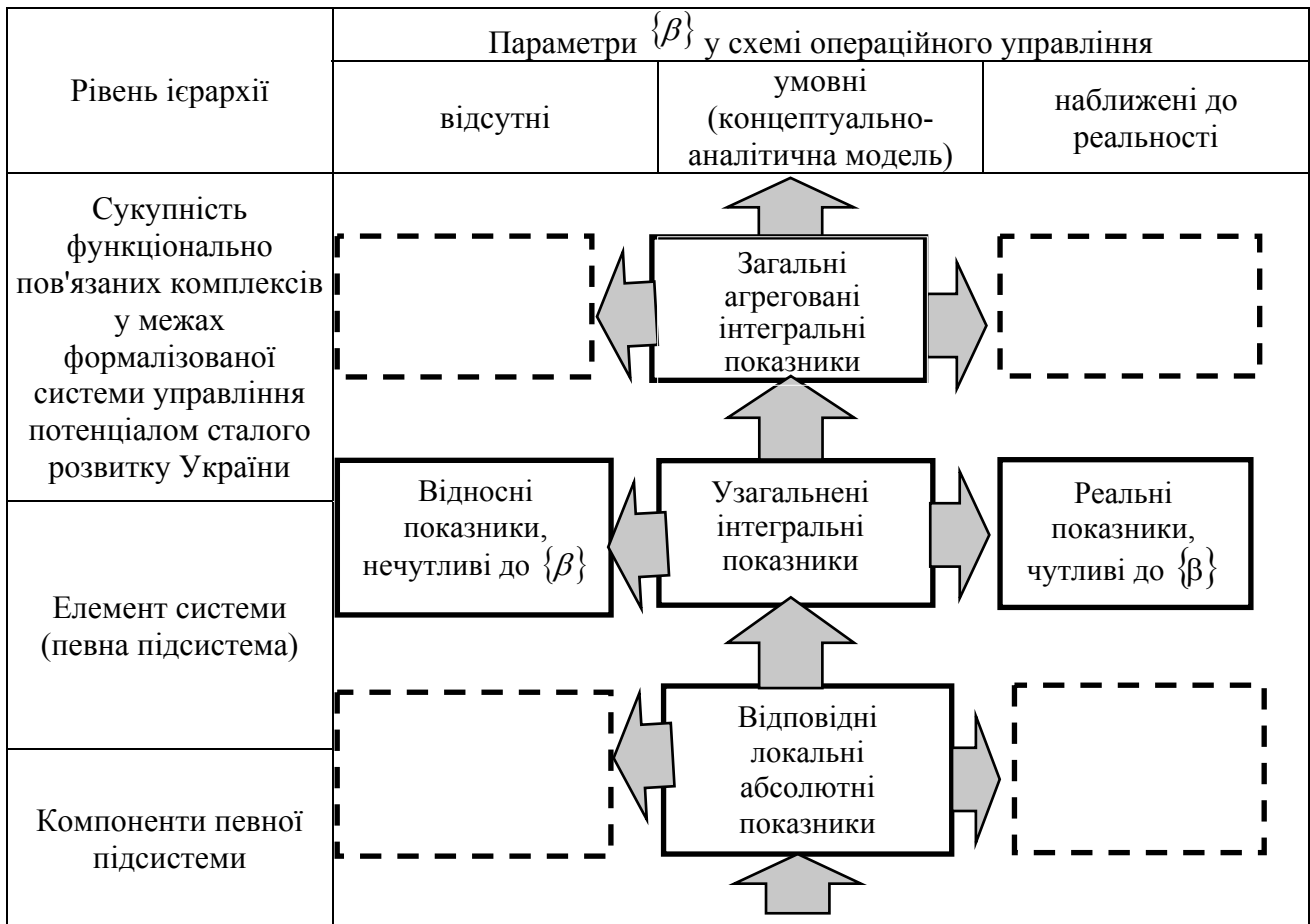 Параметри {β} у схемі операційного управління
Рівень ієрархії
відсутні
умовні
(концептуально-
аналітична модель)
наближені до
реальності
Сукупність
функціонально
пов'язаних комплексів
у межах
формалізованої
системи управління
потенціалом сталого
розвитку України
Загальні
агреговані
інтегральні
показники
Відносні
показники,
нечутливі до {β}
Узагальнені
інтегральні
показники
Реальні
показники,
чутливі до {β}
Елемент системи
(певна підсистема)
Відповідні
локальні
абсолютні
показники
Компоненти певної
підсистеми